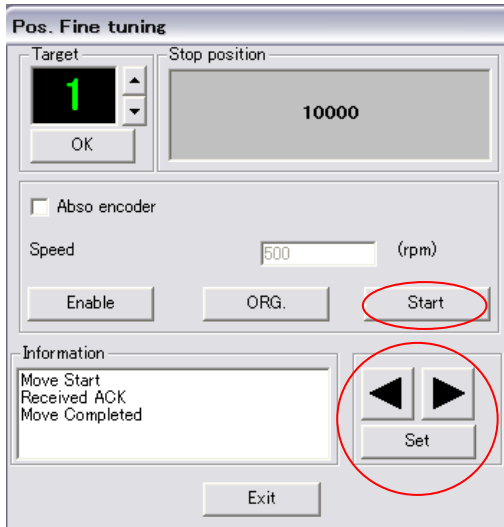 Pos. Fine tuning
Target
Stop position
1
10000
OK
Abso encoder
Speed
500
(rpm)
Enable
ORG.
Start
Information
Move Start
Received ACK
Move Completed
Set
Exit